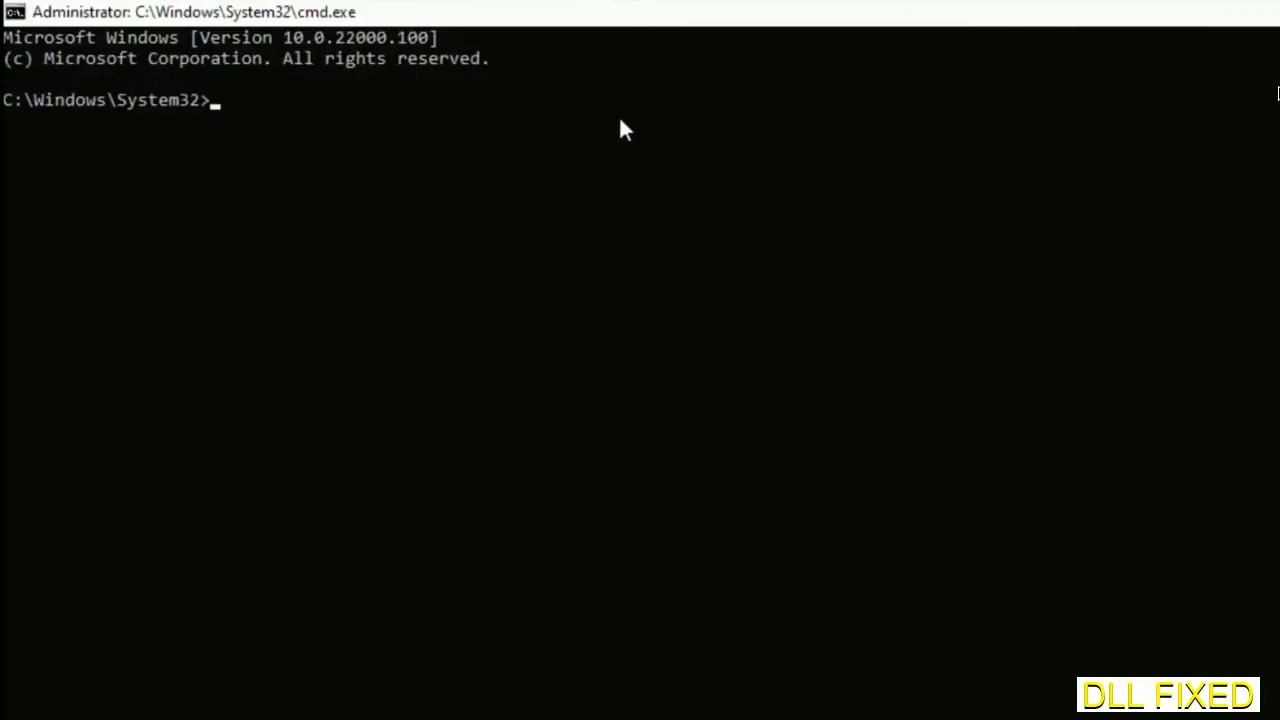 Administrator: C:\Windows\System32\cmd.exe
Microsoft Windows [Version 10.0.22000.100]
(c) Microsoft Corporation. All rights reserved.
C:\Windows\System32>
DLL FIXED